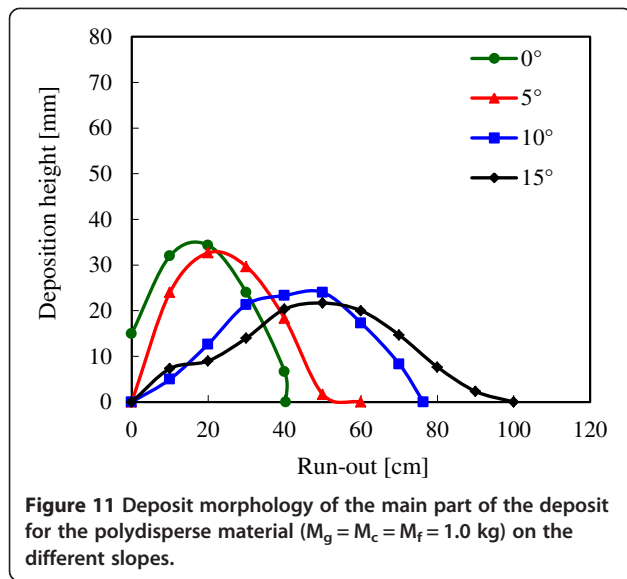 80
70
60
50
40
30
20
10
0
Deposition height [mm]
0°
5°
10°
15°
0 20 40 60 80 100 120
Run-out [cm]
Figure 11 Deposit morphology of the main part of the deposit
for the polydisperse material (Mg = Mc = Mf = 1.0 kg) on the
different slopes.